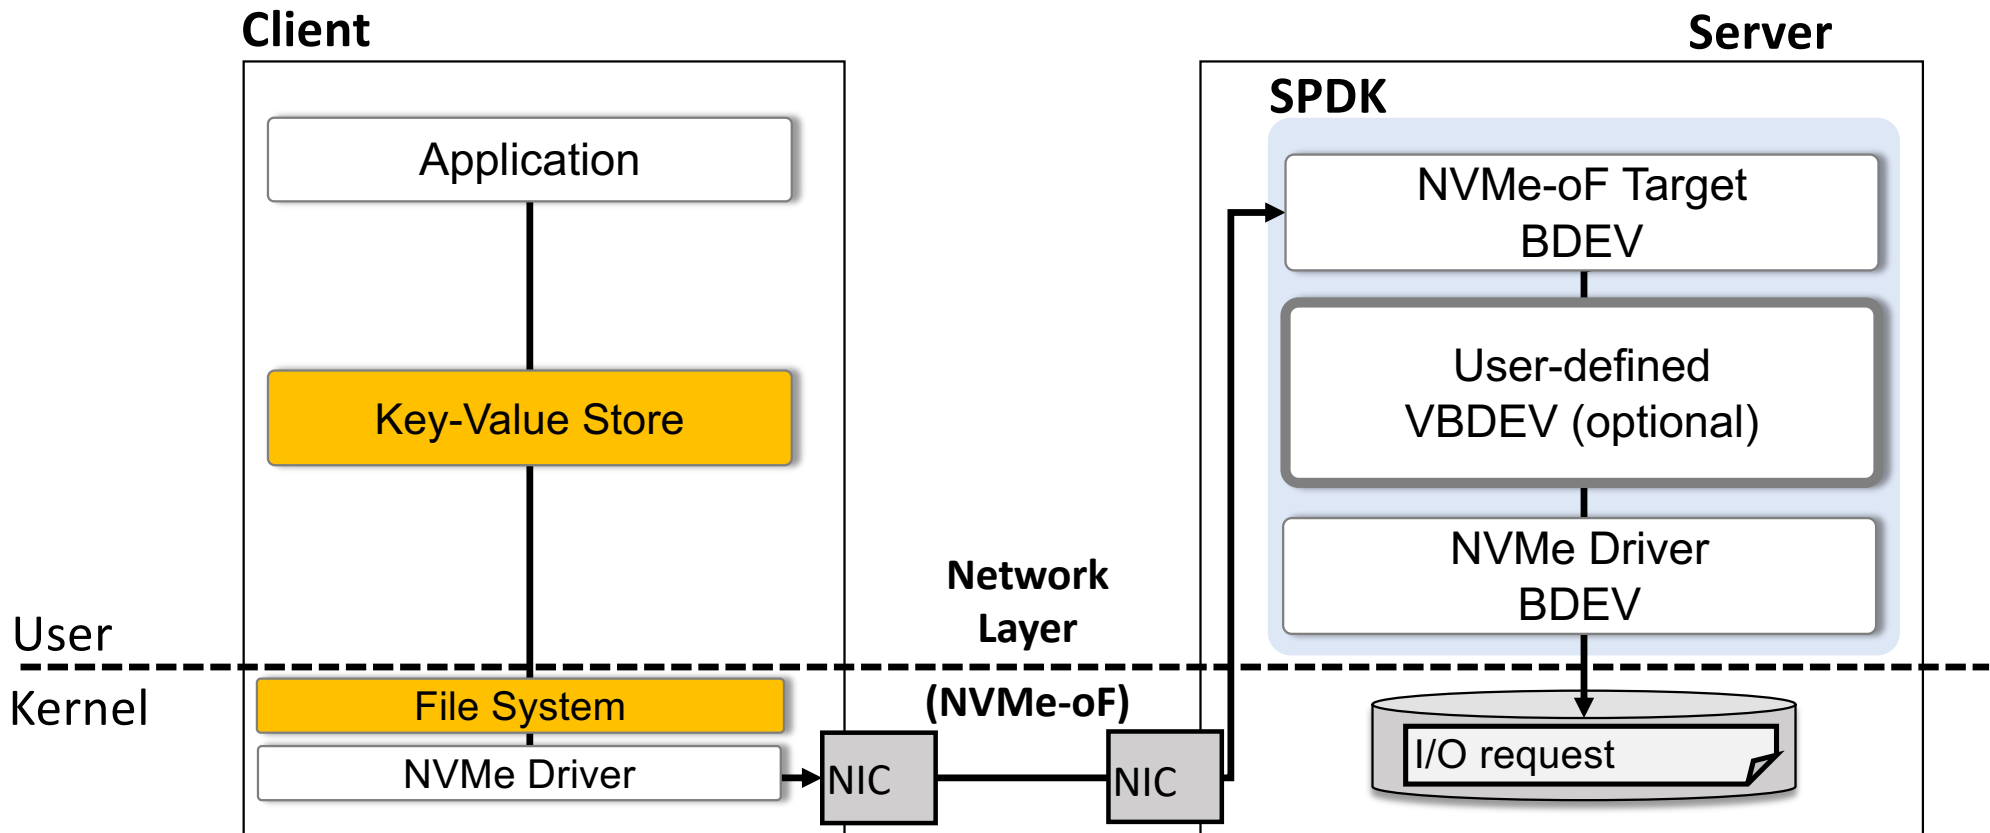 Client
Application
Key-Value Store
User
Kernel
File System
NVMe Driver
NIC
Network
Layer
(NVMe-oF)
NIC
Server
SPDK
NVMe-oF Target
BDEV
User-defined
VBDEV (optional)
NVMe Driver
BDEV
I/O request